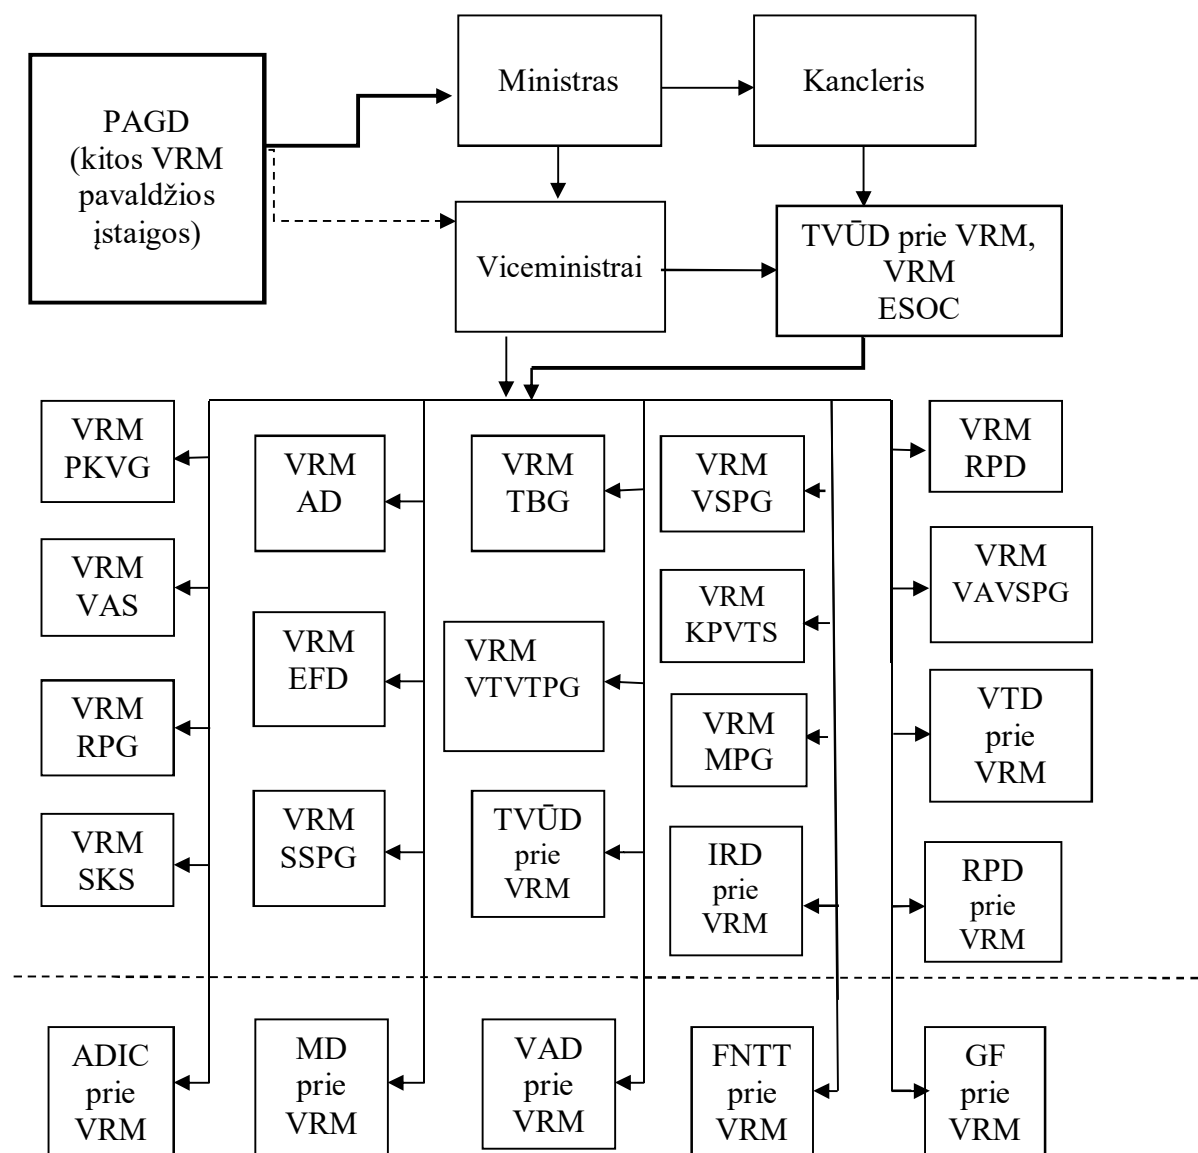 Ministras
Kancleris
PAGD
(kitos VRM
pavaldžios
įstaigos)
Viceministrai
TVŪD prie VRM,
VRM
ESOC
VRM
PKVG
VRM
AD
VRM
TBG
VRM
VSPG
VRM
RPD
VRM
VAS
VRM
EFD
VRM
VTVTPG
VRM
KPVTS
VRM
VAVSPG
VRM
RPG
VRM
MPG
VTD
prie
VRM
VRM
SKS
VRM
SSPG
TVŪD
prie
VRM
IRD
prie
VRM
RPD
prie
VRM
ADIC
prie
VRM
MD
prie
VRM
VAD
prie
VRM
FNTT
prie
VRM
GF
prie
VRM